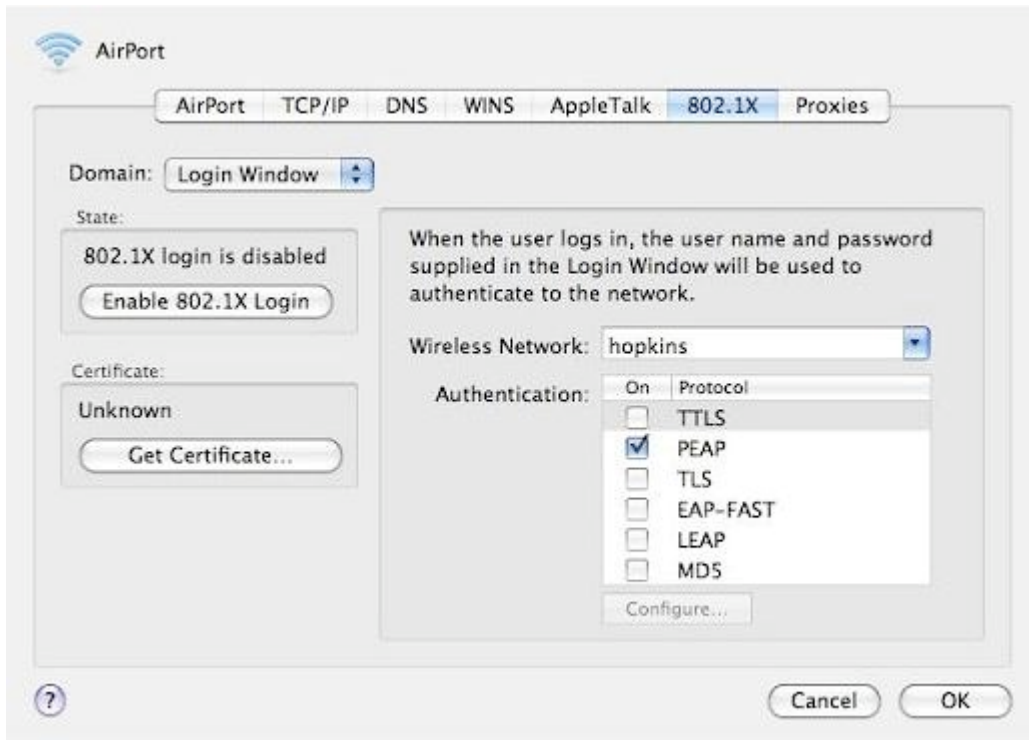 AirPort
AirPort TCP/IP DNS WINS AppleTalk 802.1X Proxies
Domain: Login Window
State:
802.1X login is disabled
Enable 802.1X Login
Certificate:
Unknown
Get Certificate...
When the user logs in, the user name and password
supplied in the Login Window will be used to
authenticate to the network.
Wireless Network: hopkins
Authentication:
On Protocol
TTLS
PEAP
TLS
EAP-FAST
LEAP
MD5
Configure...
?
Cancel OK